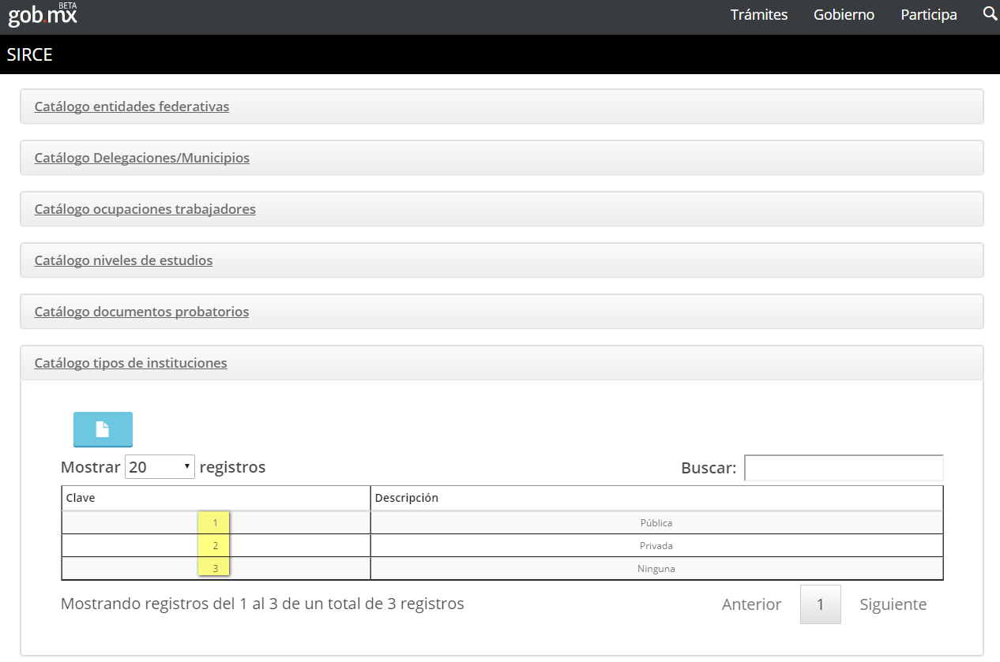 BETA
gob.mx
Trámites Gobierno Participa
SIRCE
Catálogo entidades federativas
Catálogo Delegaciones/Municipios
Catálogo ocupaciones trabajadores
Catálogo niveles de estudios
Catálogo documentos probatorios
Catálogo tipos de instituciones
Mostrar 20 registros Buscar:
Clave Descripción
1 Pública
2 Privada
3 Ninguna
Mostrando registros del 1 al 3 de un total de 3 registros Anterior 1 Siguiente